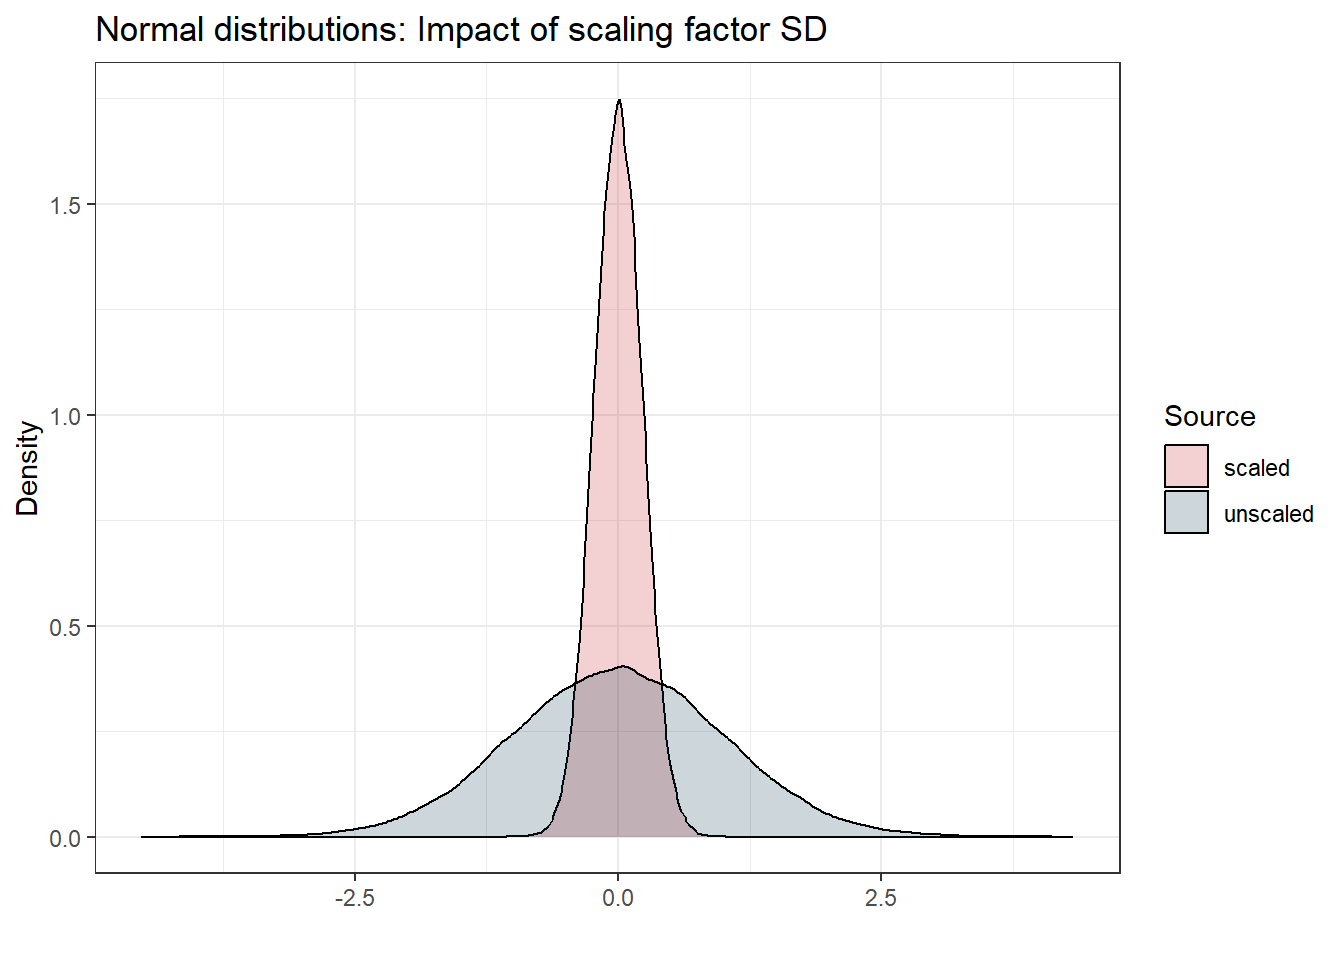 Normal distributions: Impact of scaling factor SD
Density
1.5
1.0
0.5
0.0
-2.5
0.0
2.5
Source
scaled
unscaled